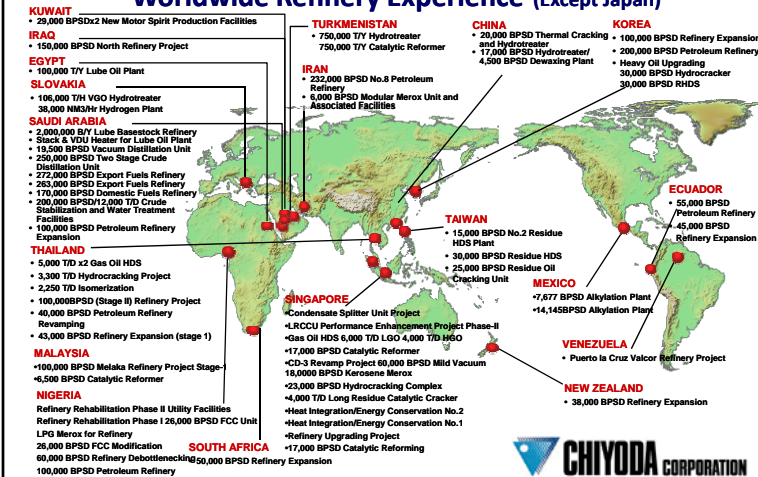 Worldwide Refinery Experience (Except Japan)
KUWAIT
• 29,000 BPSDx2 New Motor Spirit Production Facilities
IRAQ
• 150,000 BPSD North Refinery Project
EGYPT
• 100,000 T/Y Lube Oil Plant
SLOVAKIA
• 106,000 T/H VGO Hydrotreater
38,000 NM3/Hr Hydrogen Plant
SAUDI ARABIA
• 2,000,000 B/Y Lube Basestock Refinery
• Stack & VDU Heater for Lube Oil Plant
• 19,500 BPSD Vacuum Distillation Unit
• 250,000 BPSD Two Stage Crude
Distillation Unit
• 272,000 BPSD Export Fuels Refinery
• 263,000 BPSD Export Fuels Refinery
• 170,000 BPSD Domestic Fuels Refinery
• 200,000 BPSD/12,000 T/D Crude
Stabilization and Water Treatment
Facilities
• 100,000 BPSD Petroleum Refinery
Expansion
THAILAND
• 5,000 T/D x2 Gas Oil HDS
• 3,300 T/D Hydrocracking Project
• 2,250 T/D Isomerization
• 100,000BPSD (Stage II) Refinery Project
• 40,000 BPSD Petroleum Refinery
Revamping
• 43,000 BPSD Refinery Expansion (stage 1)
MALAYSIA
•100,000 BPSD Melaka Refinery Project Stage-1
•6,500 BPSD Catalytic Reformer
NIGERIA
Refinery Rehabilitation Phase II Utility Facilities
Refinery Rehabilitation Phase I 26,000 BPSD FCC Unit
LPG Merox for Refinery
26,000 BPSD FCC Modification
60,000 BPSD Refinery Debottlenecking
100,000 BPSD Petroleum Refinery
SOUTH AFRICA
•50,000 BPSD Refinery Expansion
TURKMENISTAN
• 750,000 T/Y Hydrotreater
750,000 T/Y Catalytic Reformer
IRAN
• 232,000 BPSD No.8 Petroleum
Refinery
• 6,000 BPSD Modular Merox Unit and
Associated Facilities
CHINA
• 20,000 BPSD Thermal Cracking
and Hydrotreater
• 17,000 BPSD Hydrotreater/
4,500 BPSD Dewaxing Plant
KOREA
• 100,000 BPSD Refinery Expansion
• 200,000 BPSD Petroleum Refinery
• Heavy Oil Upgrading
30,000 BPSD Hydrocracker
30,000 BPSD RHDS
TAIWAN
• 15,000 BPSD No.2 Residue
HDS Plant
• 30,000 BPSD Residue HDS
• 25,000 BPSD Residue Oil
Cracking Unit
SINGAPORE
•Condensate Splitter Unit Project
•LRCCU Performance Enhancement Project Phase-II
•Gas Oil HDS 6,000 T/D LGO 4,000 T/D HGO
•17,000 BPSD Catalytic Reformer
•CD-3 Revamp Project 60,000 BPSD Mild Vacuum
18,0000 BPSD Kerosene Merox
•23,000 BPSD Hydrocracking Complex
•4,000 T/D Long Residue Catalytic Cracker
•Heat Integration/Energy Conservation No.2
•Heat Integration/Energy Conservation No.1
•Refinery Upgrading Project
•17,000 BPSD Catalytic Reforming
ECUADOR
• 55,000 BPSD
Petroleum Refinery
• 45,000 BPSD
Refinery Expansion
MEXICO
•7,677 BPSD Alkylation Plant
•14,145BPSD Alkylation Plant
VENEZUELA
• Puerto la Cruz Valcor Refinery Project
NEW ZEALAND
• 38,000 BPSD Refinery Expansion
CHIYODA CORPORATION